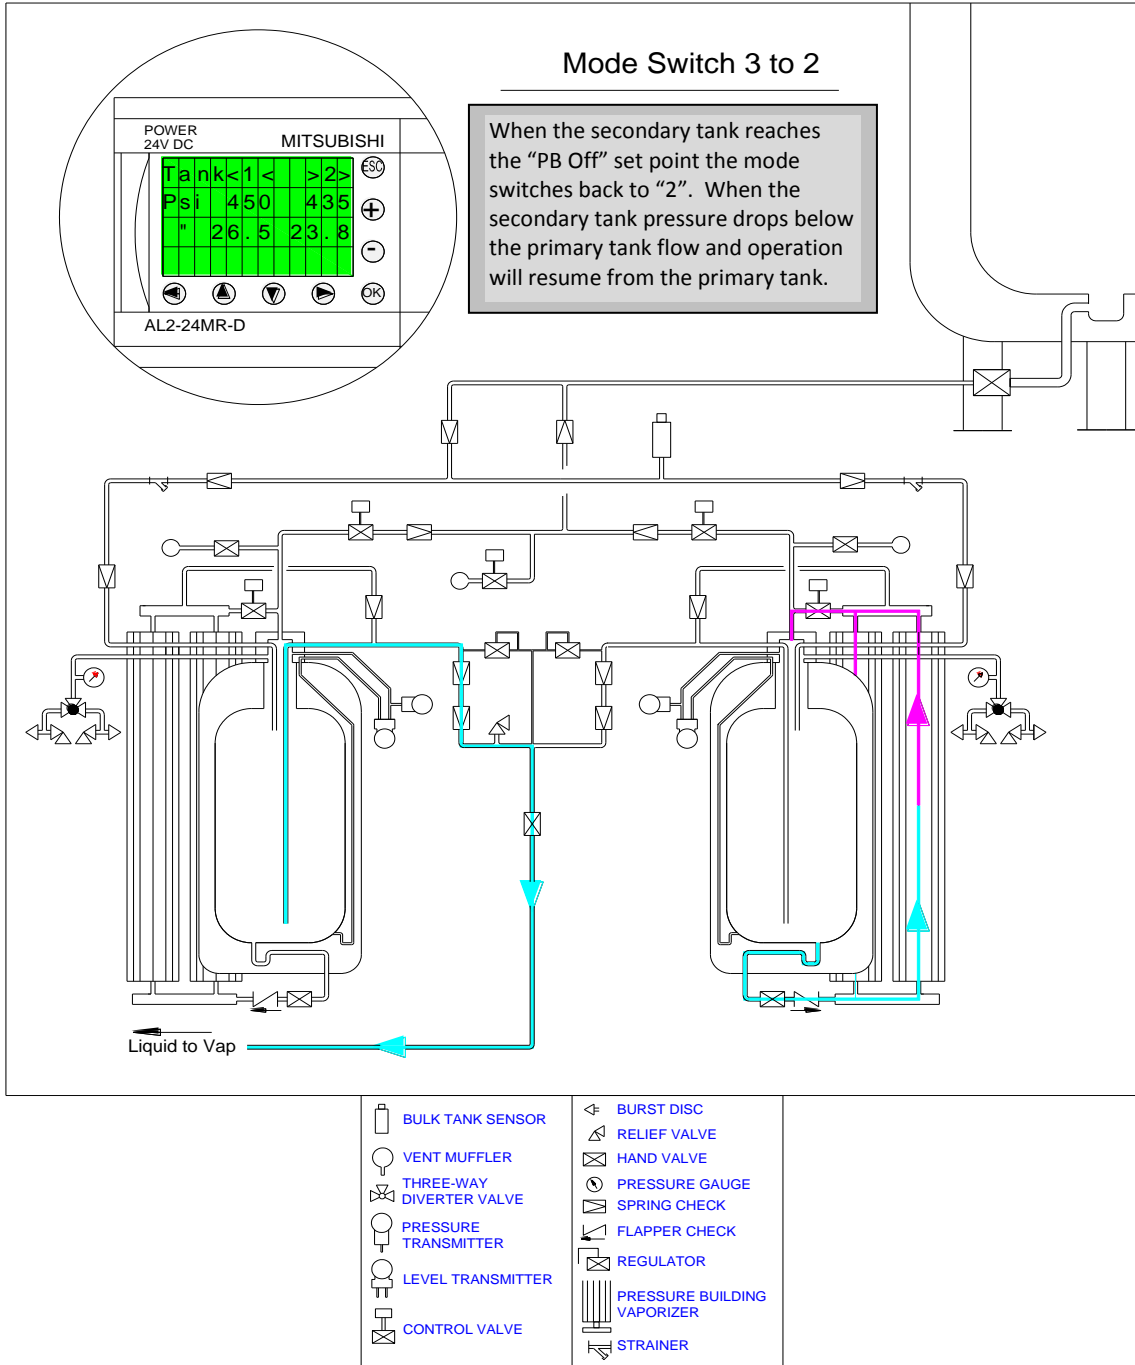 Mode Switch 3 to 2
When the secondary tank reaches
the “PB Off” set point the mode
switches back to “2”.  When the
secondary tank pressure drops below
the primary tank flow and operation
will resume from the primary tank.
POWER
24V DC
MITSUBISHI
Tank<1< >2>
Psi 450 435
" 26.5 23.8
ESC
+
-
OK
AL2-24MR-D
Liquid to Vap
BULK TANK SENSOR
VENT MUFFLER
THREE-WAY
DIVERTER VALVE
PRESSURE
TRANSMITTER
LEVEL TRANSMITTER
CONTROL VALVE
BURST DISC
RELIEF VALVE
HAND VALVE
PRESSURE GAUGE
SPRING CHECK
FLAPPER CHECK
REGULATOR
PRESSURE BUILDING
VAPORIZER
STRAINER